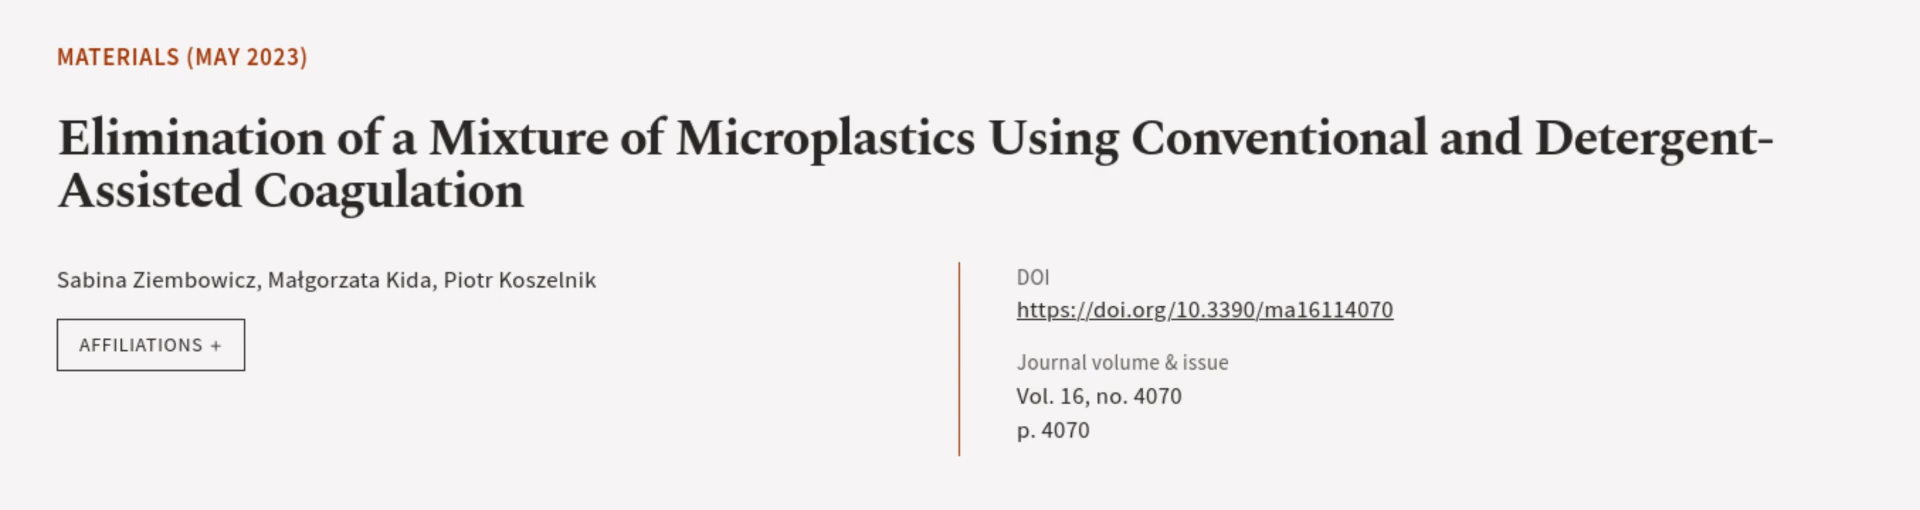 MATERIALS (MAY 2023)
Elimination of a Mixture of Microplastics Using Conventional and Detergent-
Assisted Coagulation
Sabina Ziembowicz, Małgorzata Kida, Piotr Koszelnik
AFFILIATIONS +
DOI
https://doi.org/10.3390/ma16114070
Journal volume & issue
Vol. 16, no. 4070
p. 4070